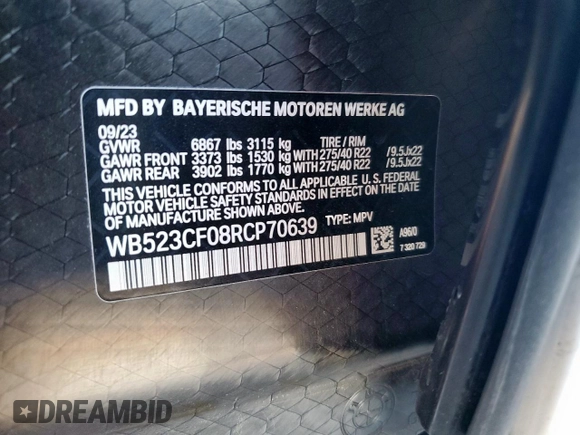 MFD BY BAYERISCHE MOTOREN WERKE AG
09/23
GVWR 6867 lbs 3115 kg TIRE / RIM
GAWR FRONT 3373 lbs 1530 kg WITH 275/40 R22 /9.5Jx22
GAWR REAR 3902 lbs 1770 kg WITH 275/40 R22 /9.5Jx22
THIS VEHICLE CONFORMS TO ALL APPLICABLE U. S. FEDERAL
MOTOR VEHICLE SAFETY STANDARDS IN EFFECT ON THE DATE
OF MANUFACTURE SHOWN ABOVE.
WB523CF08RCP70639 TYPE: MPV
A96/0
7 320 729
DREAMBID